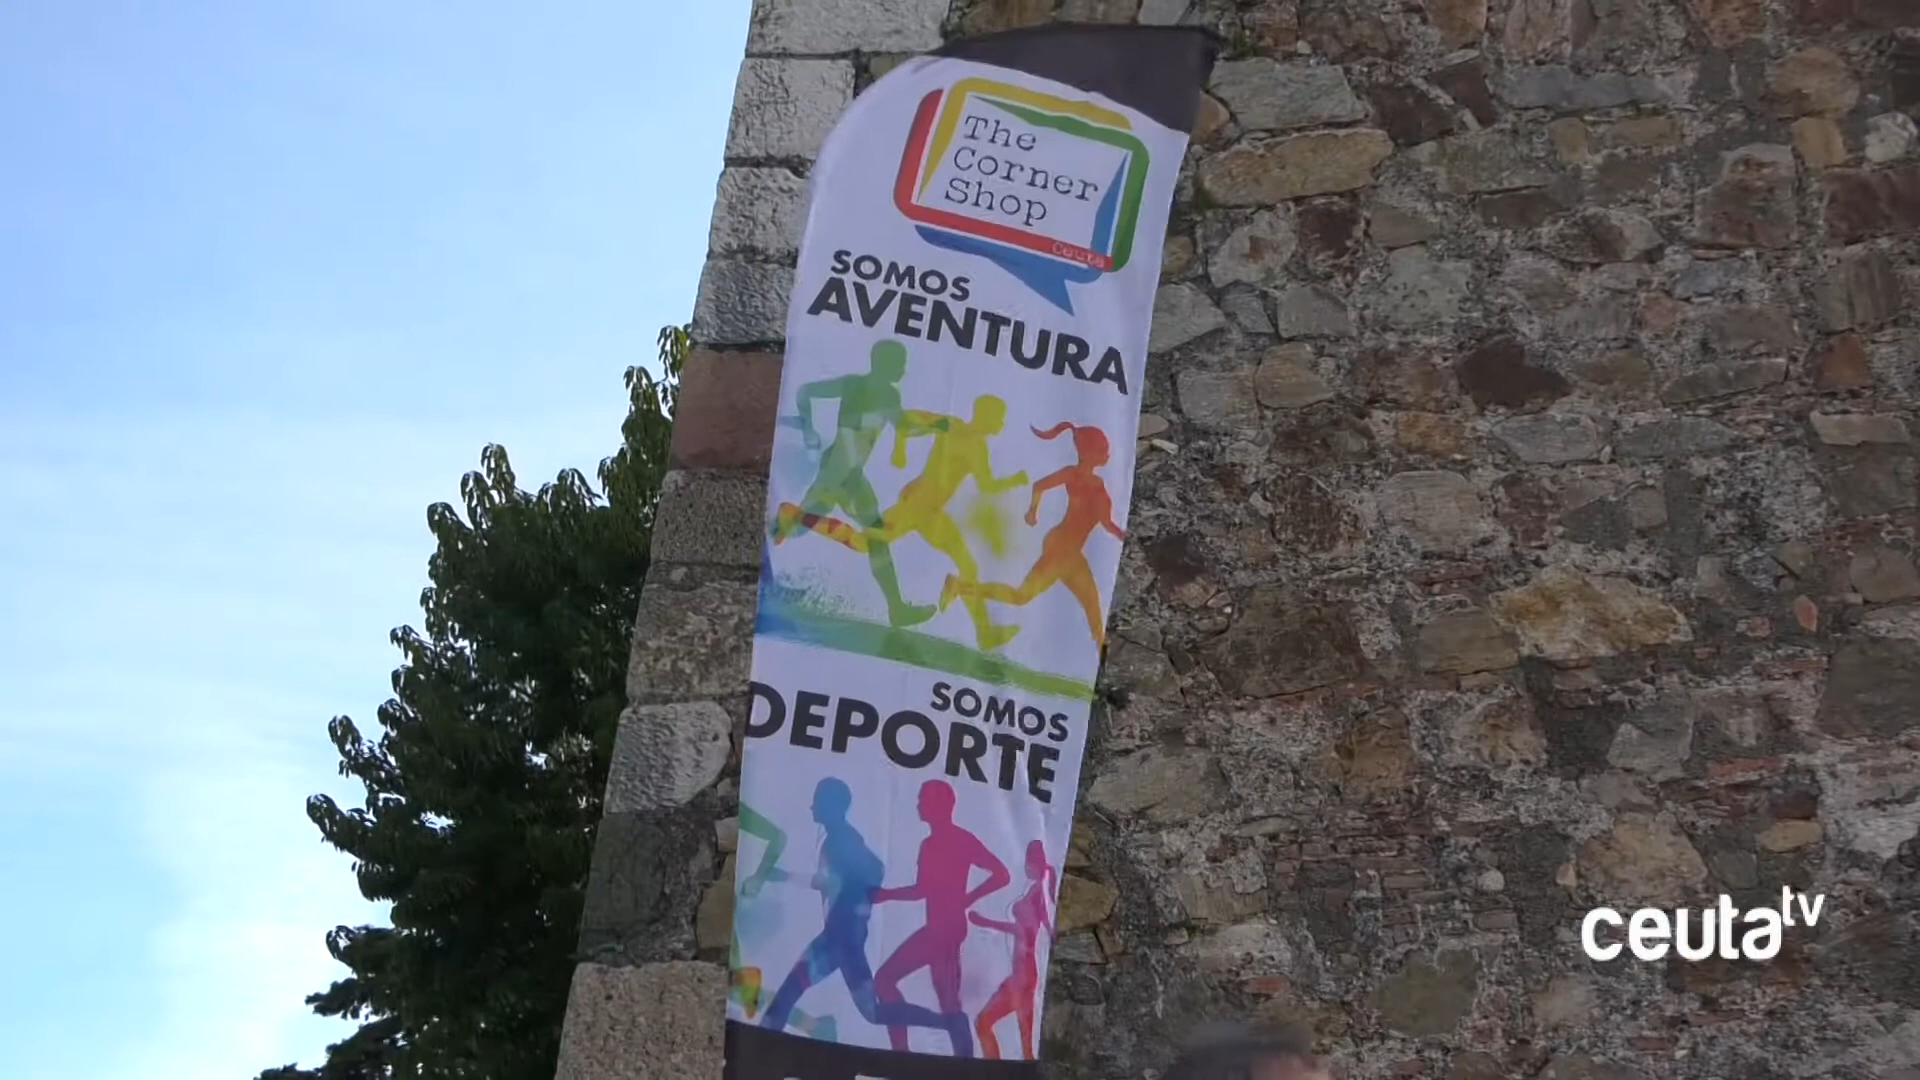 The
Corner
Shop
Ceuta
SOMOS
AVENTURA
SOMOS
DEPORTE
ceutatv